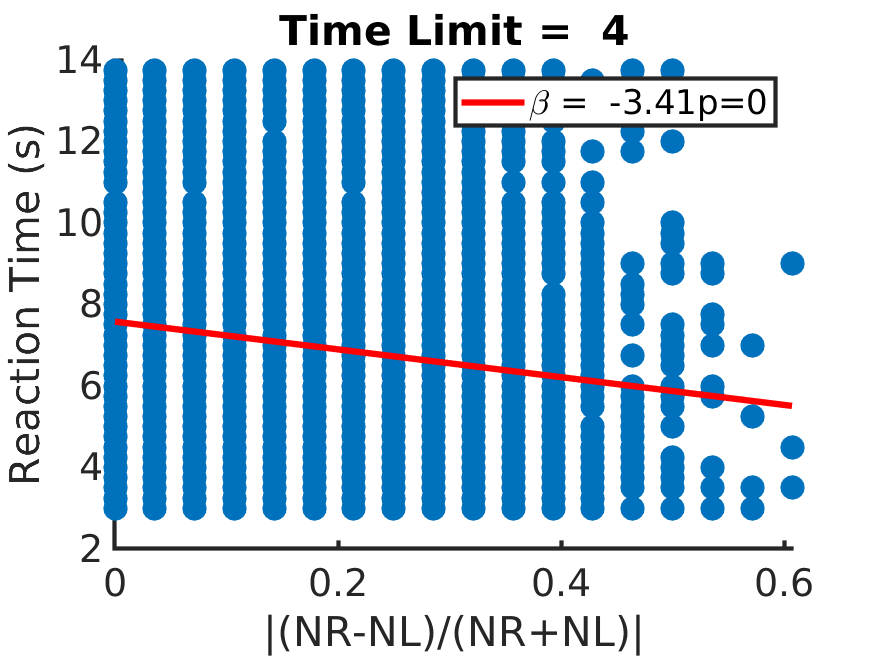 Time Limit = 4
β = -3.41p=0
Reaction Time (s)
14
12
10
8
6
4
2
0 0.2 0.4 0.6
|(NR-NL)/(NR+NL)|